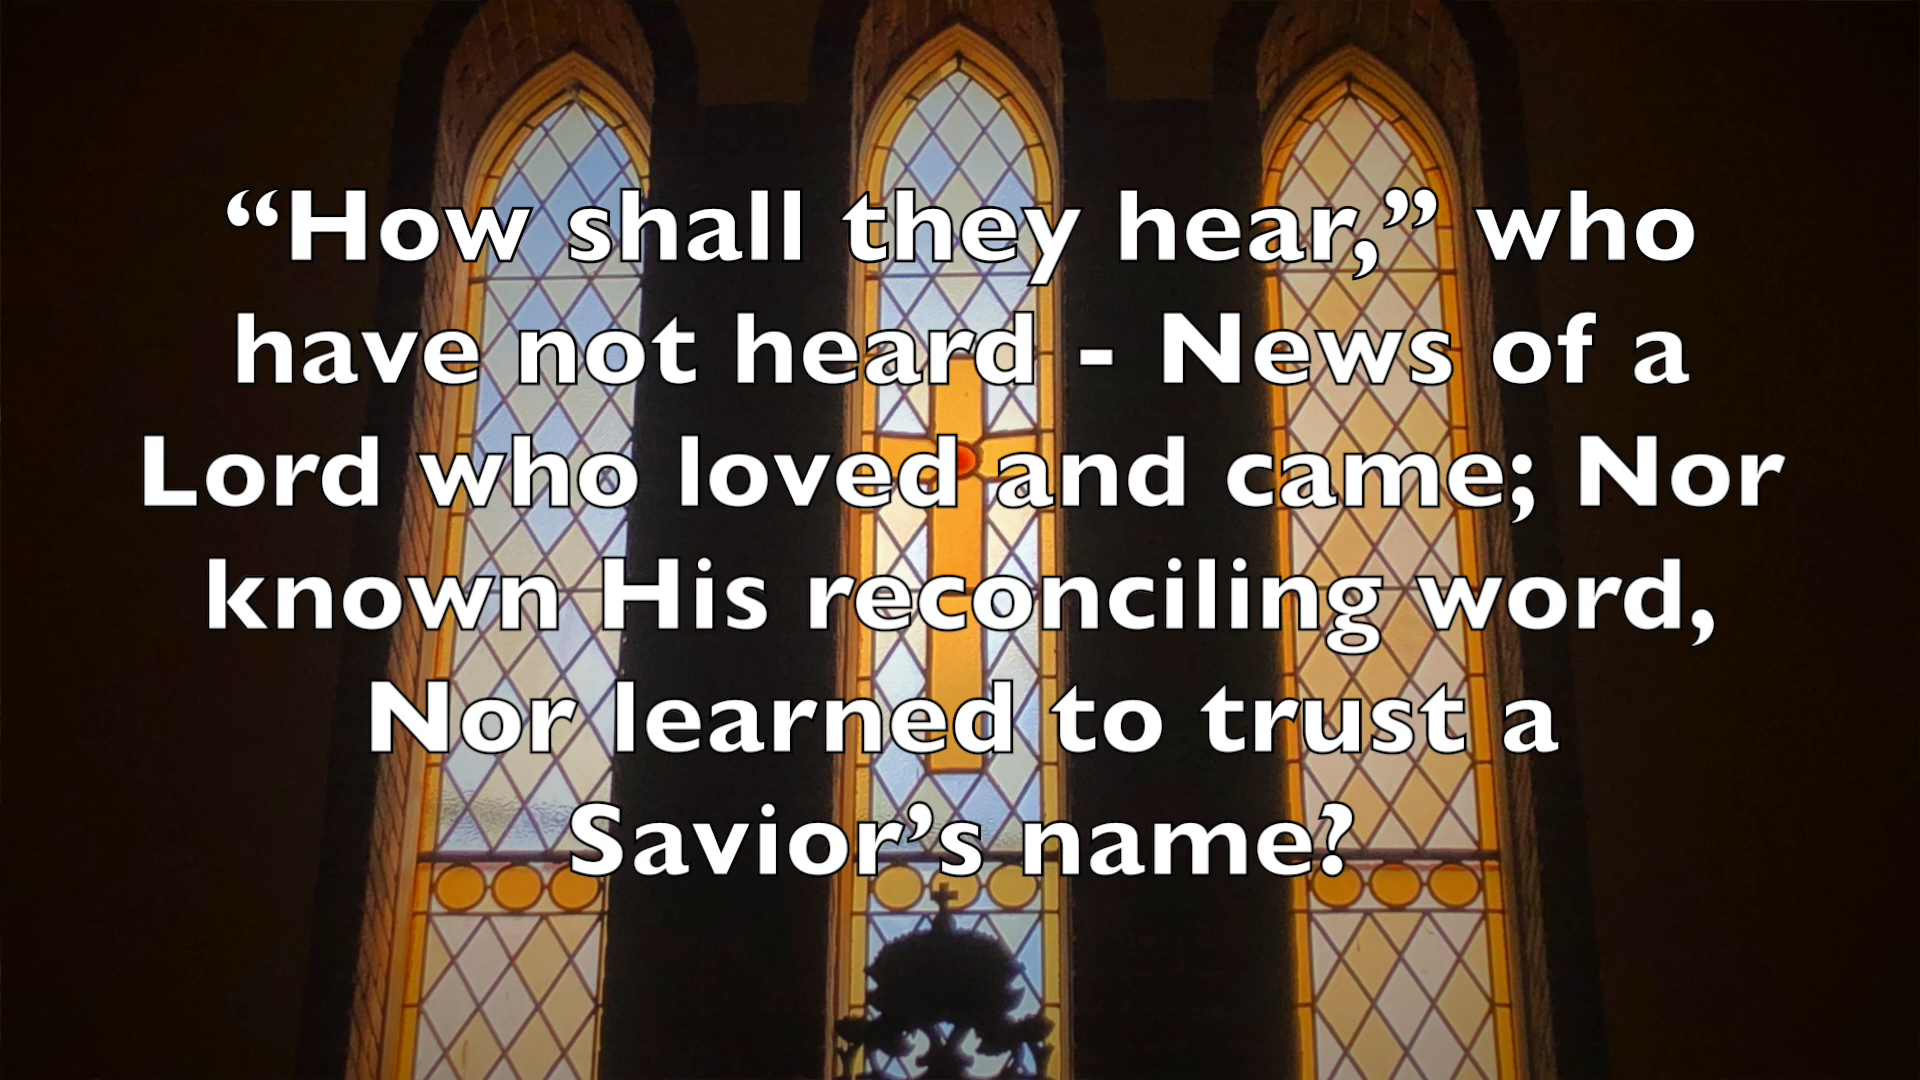 “How shall they hear,” who
have not heard - News of a
Lord who loved and came; Nor
known His reconciling word,
Nor learned to trust a
Savior’s name?